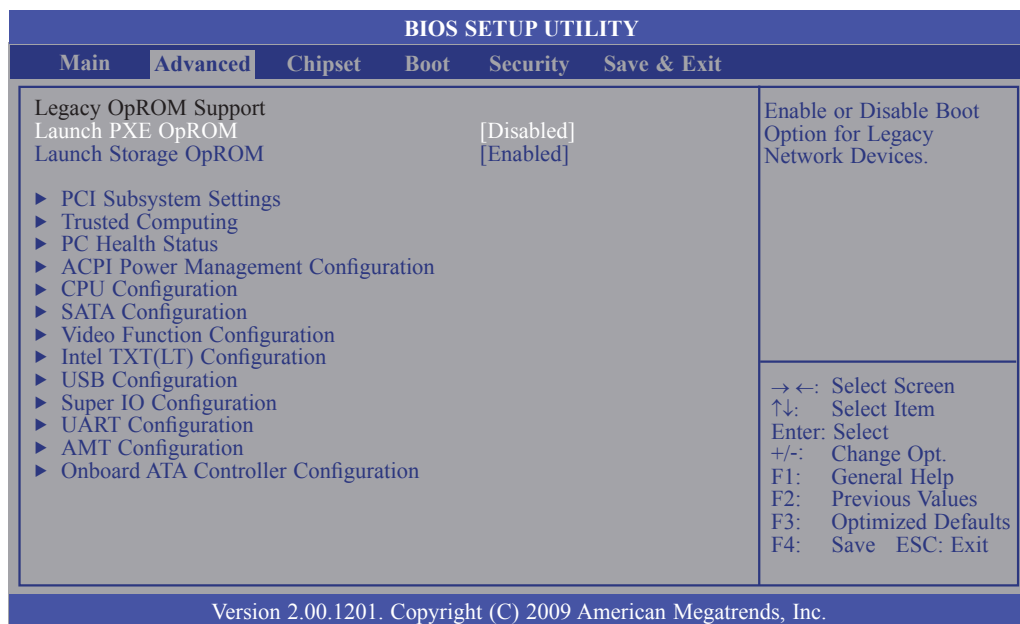 BIOS SETUP UTILITY
Main Advanced Chipset Boot Security Save & Exit
Legacy OpROM Support
Launch PXE OpROM [Disabled]
Launch Storage OpROM [Enabled]
► PCI Subsystem Settings
► Trusted Computing
► PC Health Status
► ACPI Power Management Configuration
► CPU Configuration
► SATA Configuration
► Video Function Configuration
► Intel TXT(LT) Configuration
► USB Configuration
► Super IO Configuration
► UART Configuration
► AMT Configuration
► Onboard ATA Controller Configuration
Enable or Disable Boot
Option for Legacy
Network Devices.
→←: Select Screen
↑↓: Select Item
Enter: Select
+/-: Change Opt.
F1: General Help
F2: Previous Values
F3: Optimized Defaults
F4: Save ESC: Exit
Version 2.00.1201. Copyright (C) 2009 American Megatrends, Inc.